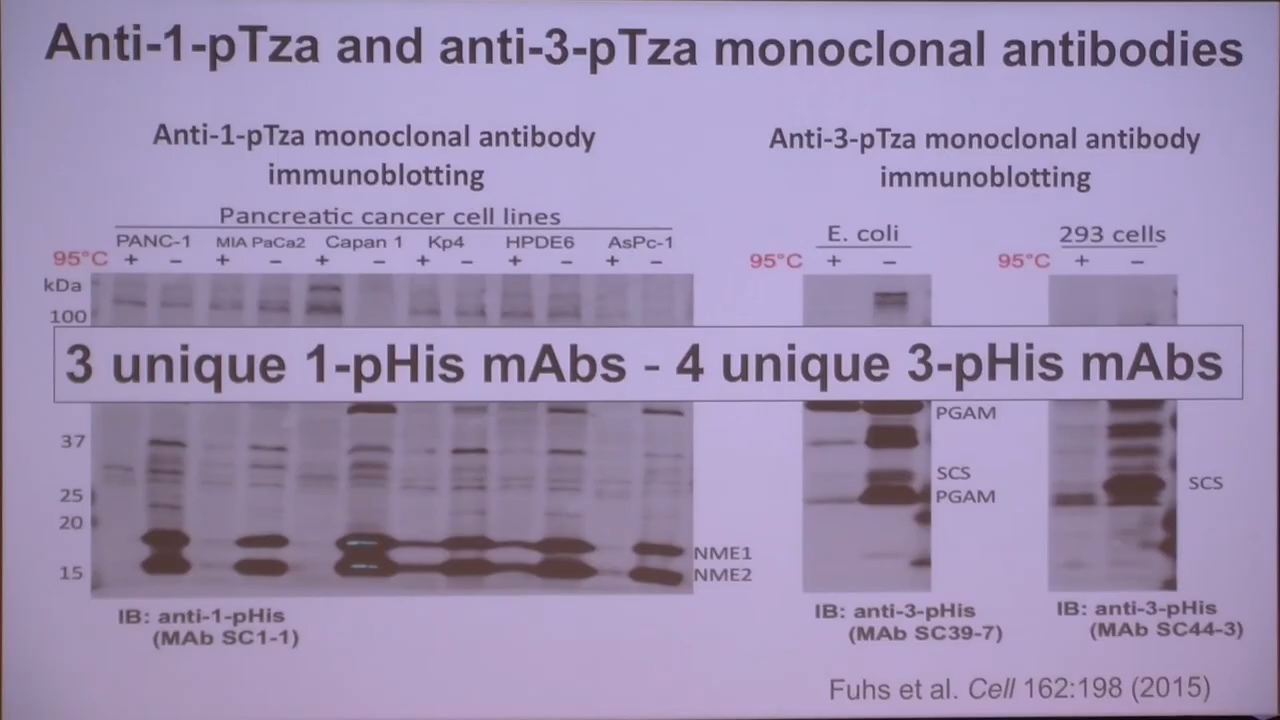 Anti-1-pTza and anti-3-pTza monoclonal antibodies
Anti-1-pTza monoclonal antibody
immunoblotting
Pancreatic cancer cell lines
PANC-1 MIA PaCa2 Capan 1 Kp4 HPDE6 AsPc-1
95°C + − + − + − + − + − + −
kDa
100
37
25
20
15
NME1
NME2
IB: anti-1-pHis
(MAb SC1-1)
Anti-3-pTza monoclonal antibody
immunoblotting
E. coli
95°C + −
PGAM
SCS
PGAM
IB: anti-3-pHis
(MAb SC39-7)
293 cells
95°C + −
SCS
IB: anti-3-pHis
(MAb SC44-3)
3 unique 1-pHis mAbs - 4 unique 3-pHis mAbs
Fuhs et al. Cell 162:198 (2015)